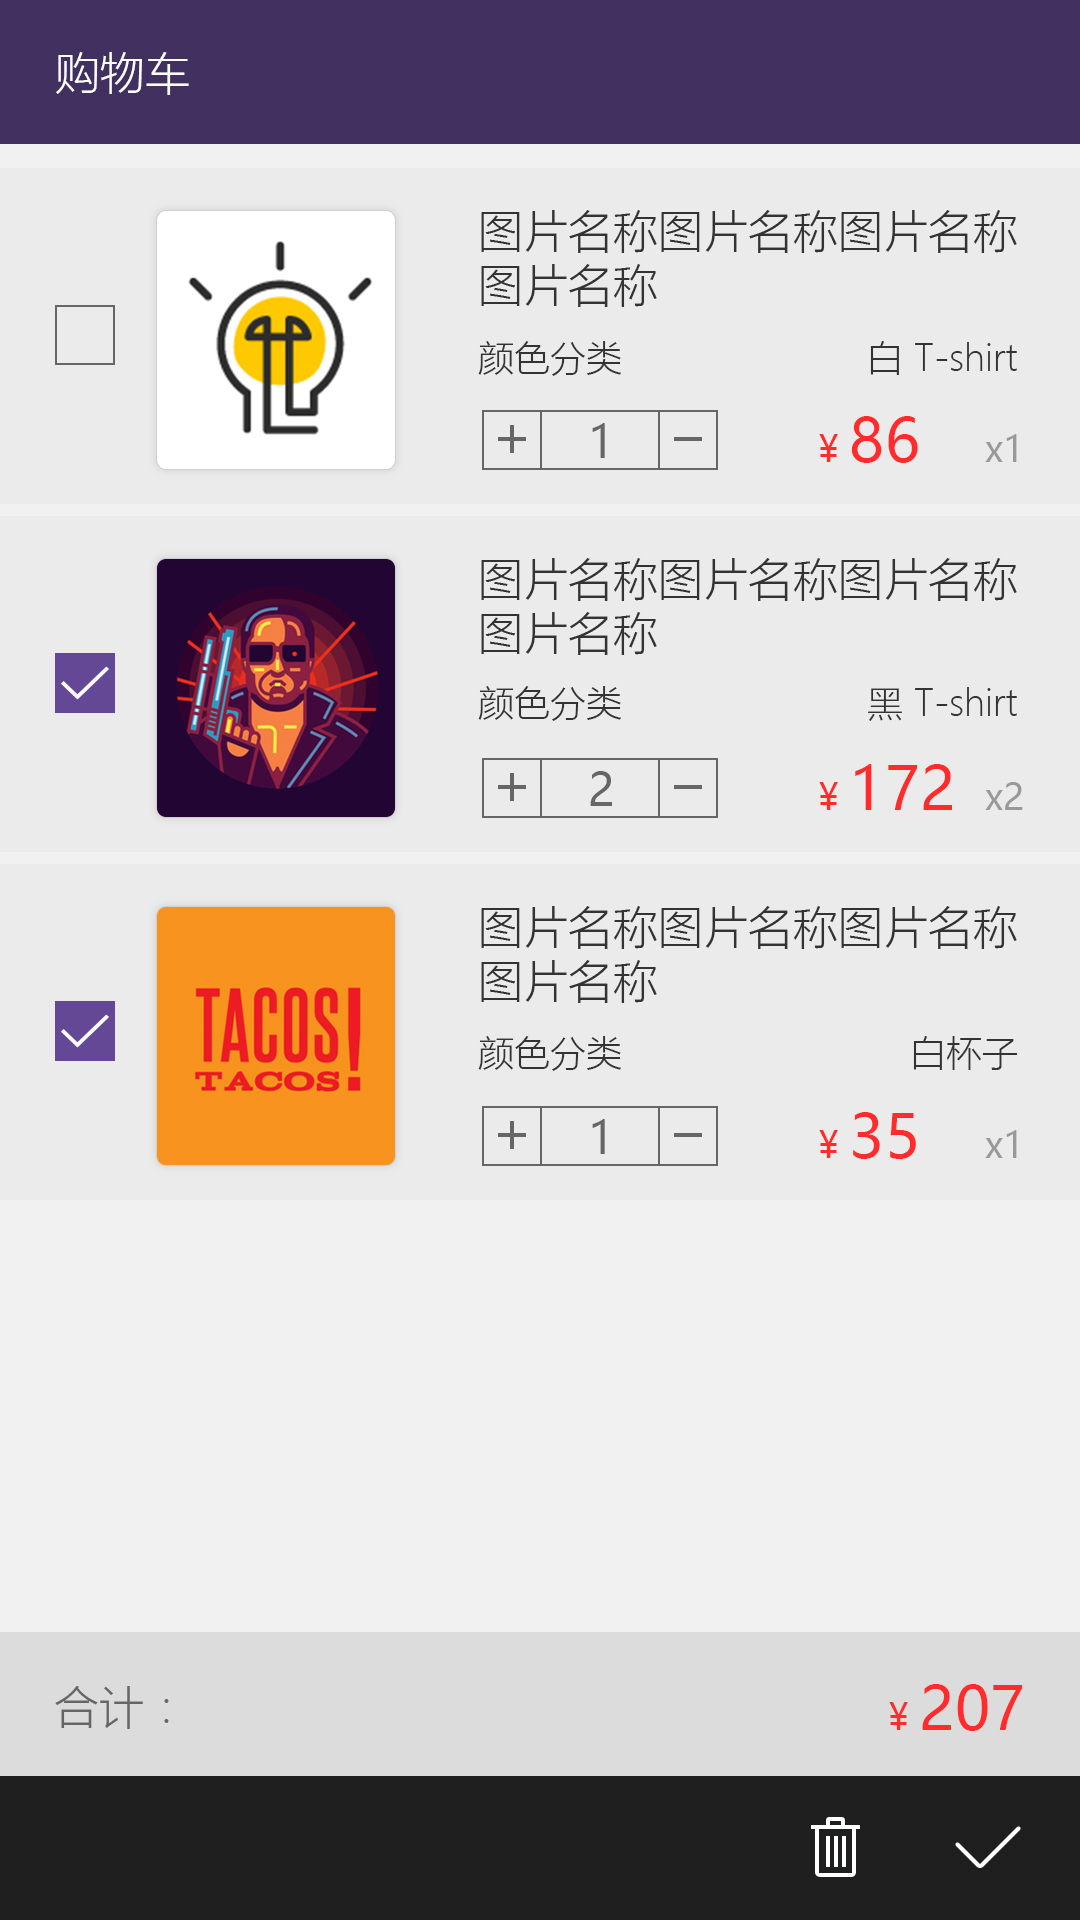 购物车
图片名称图片名称图片名称
图片名称
颜色分类 白 T-shirt
+ 1 − ¥ 86 x1
图片名称图片名称图片名称
图片名称
颜色分类 黑 T-shirt
+ 2 − ¥ 172 x2
TACOS!
TACOS
图片名称图片名称图片名称
图片名称
颜色分类 白杯子
+ 1 − ¥ 35 x1
合计： ¥ 207